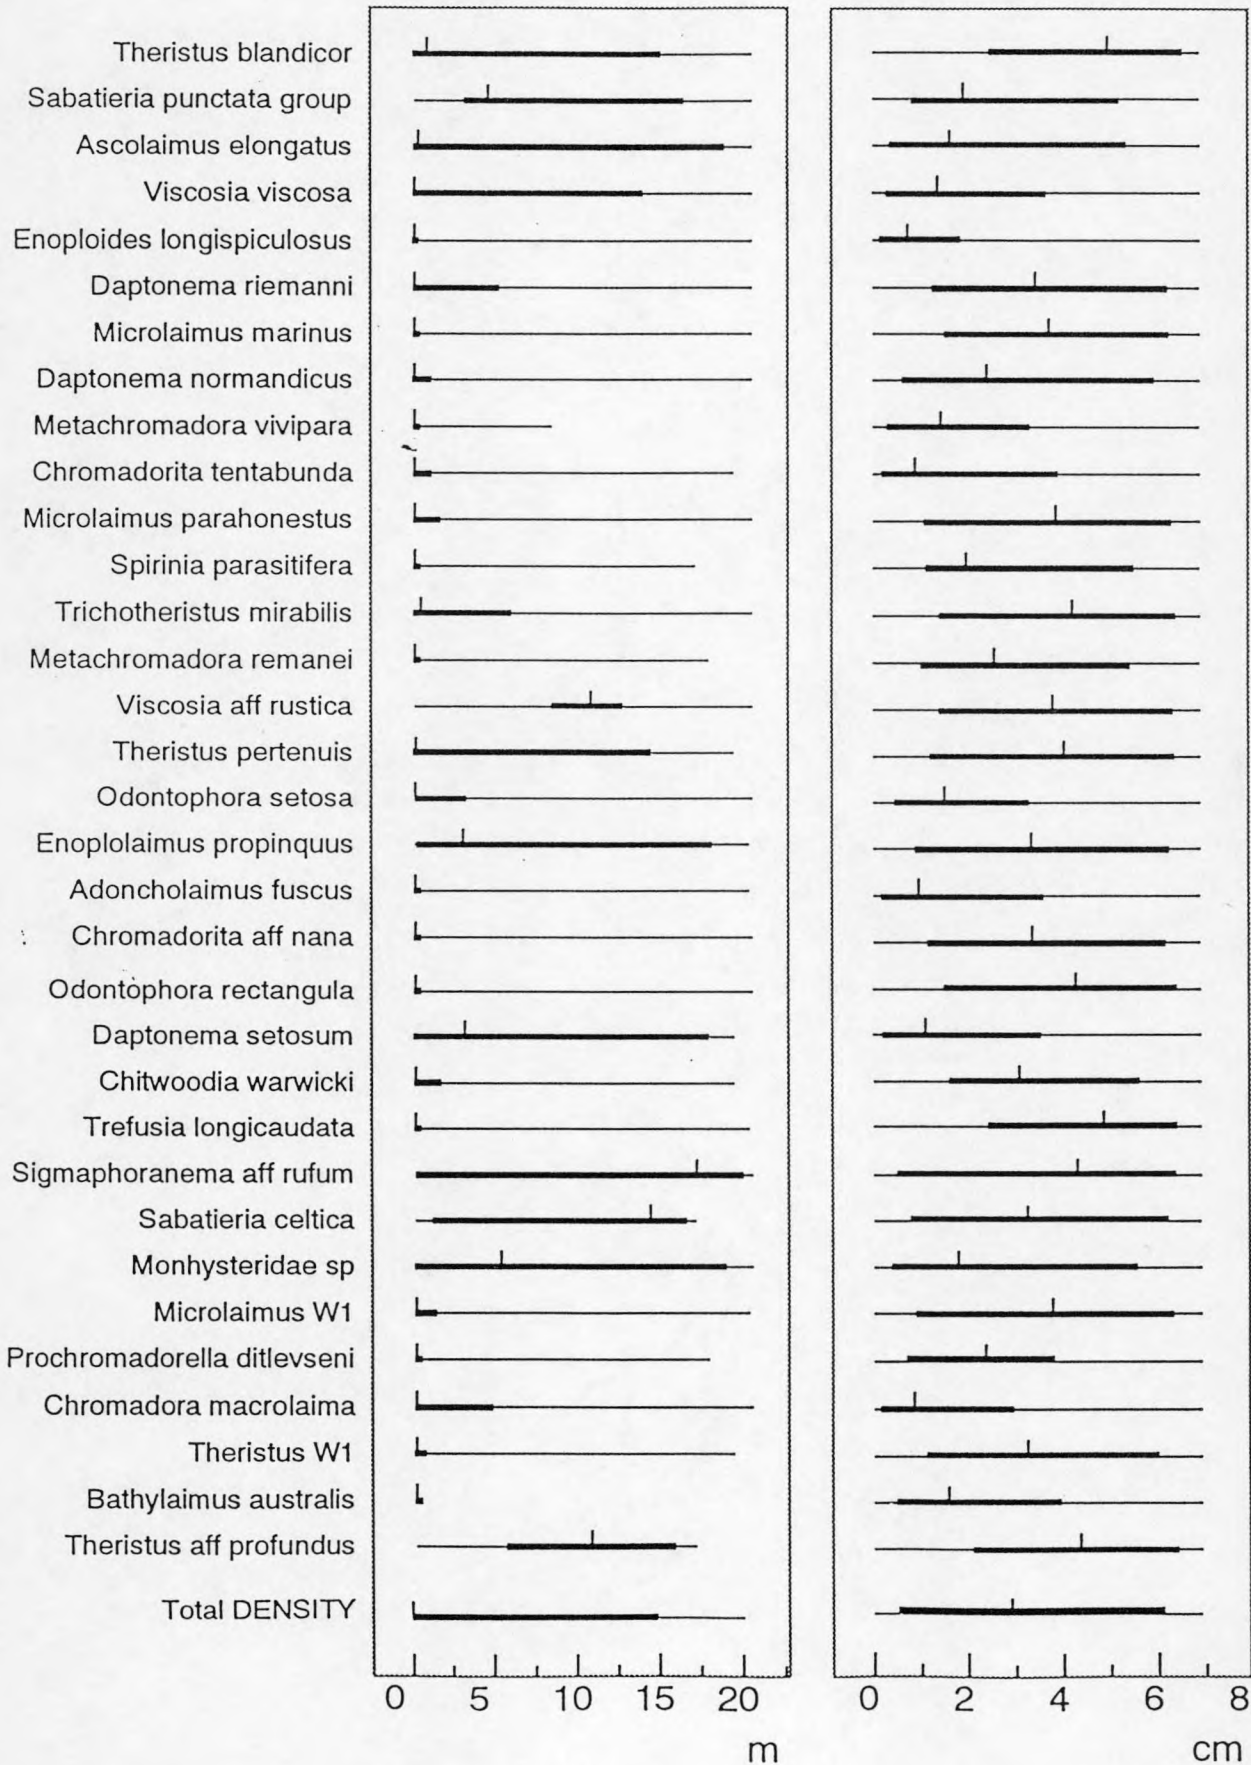 Theristus blandicor
Sabatieria punctata group
Ascolaimus elongatus
Viscosia viscosa
Enoploides longispiculosus
Daptonema riemanni
Microlaimus marinus
Daptonema normandicus
Metachromadora vivipara
Chromadorita tentabunda
Microlaimus parahonestus
Spirinia parasitifera
Trichotheristus mirabilis
Metachromadora remanei
Viscosia aff rustica
Theristus pertenuis
Odontophora setosa
Enoplolaimus propinquus
Adoncholaimus fuscus
Chromadorita aff nana
Odontophora rectangula
Daptonema setosum
Chitwoodia warwicki
Trefusia longicaudata
Sigmaphoranema aff rufum
Sabatieria celtica
Monhysteridae sp
Microlaimus W1
Prochromadorella ditlevseni
Chromadora macrolaima
Theristus W1
Bathylaimus australis
Theristus aff profundus
Total DENSITY
0 5 10 15 20 0 2 4 6 8
m cm